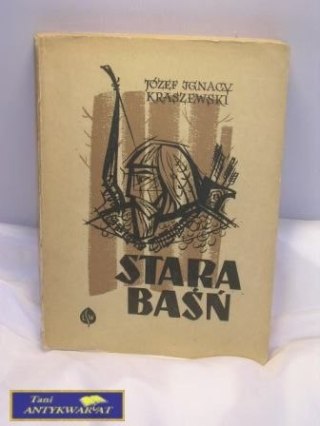 JÓZEF IGNACY
KRASZEWSKI
STARA
BAŚŃ
Tani
ANTYKWARIAT